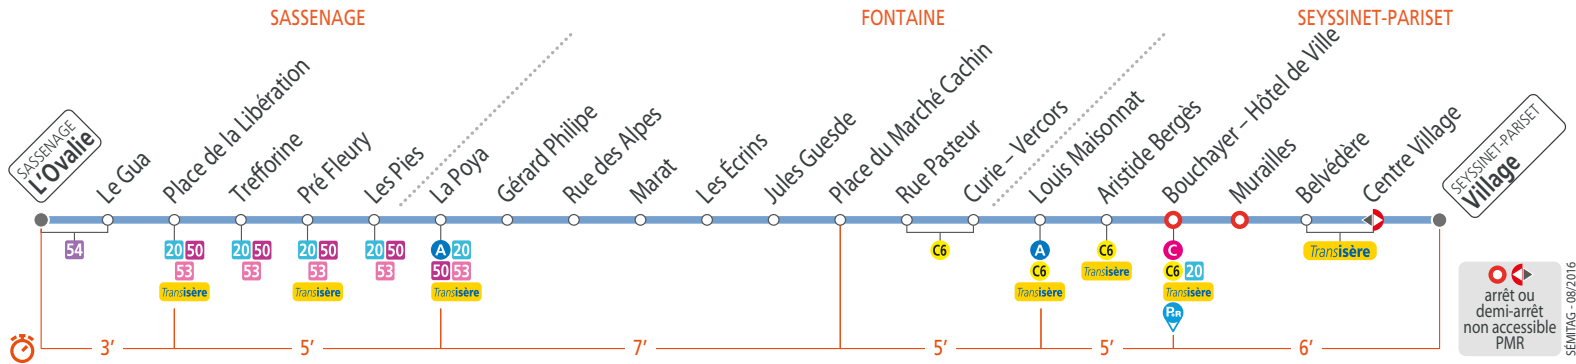 SASSENAGE
FONTAINE
SEYSSINET-PARISET
SASSENAGE
L'Ovalie
Le Gua
Place de la Libération
Trefforine
Pré Fleury
Les Pies
La Poya
Gérard Philipe
Rue des Alpes
Marat
Les Écrins
Jules Guesde
Place du Marché Cachin
Rue Pasteur
Curie – Vercors
Louis Maisonnat
Aristide Bergès
Bouchayer – Hôtel de Ville
Murailles
Belvédère
Centre Village
SEYSSINET-PARISET
Village
54
20 50
53
Transisère
20 50
53
20 50
53
Transisère
20 50
53
A 20
50 53
Transisère
C6
A
C6
Transisère
C6
Transisère
C
C6 20
Transisère
P+R
Transisère
3’
5’
7’
5’
5’
6’
arrêt ou
demi-arrêt
non accessible
PMR
SÉMITAG - 08/2016